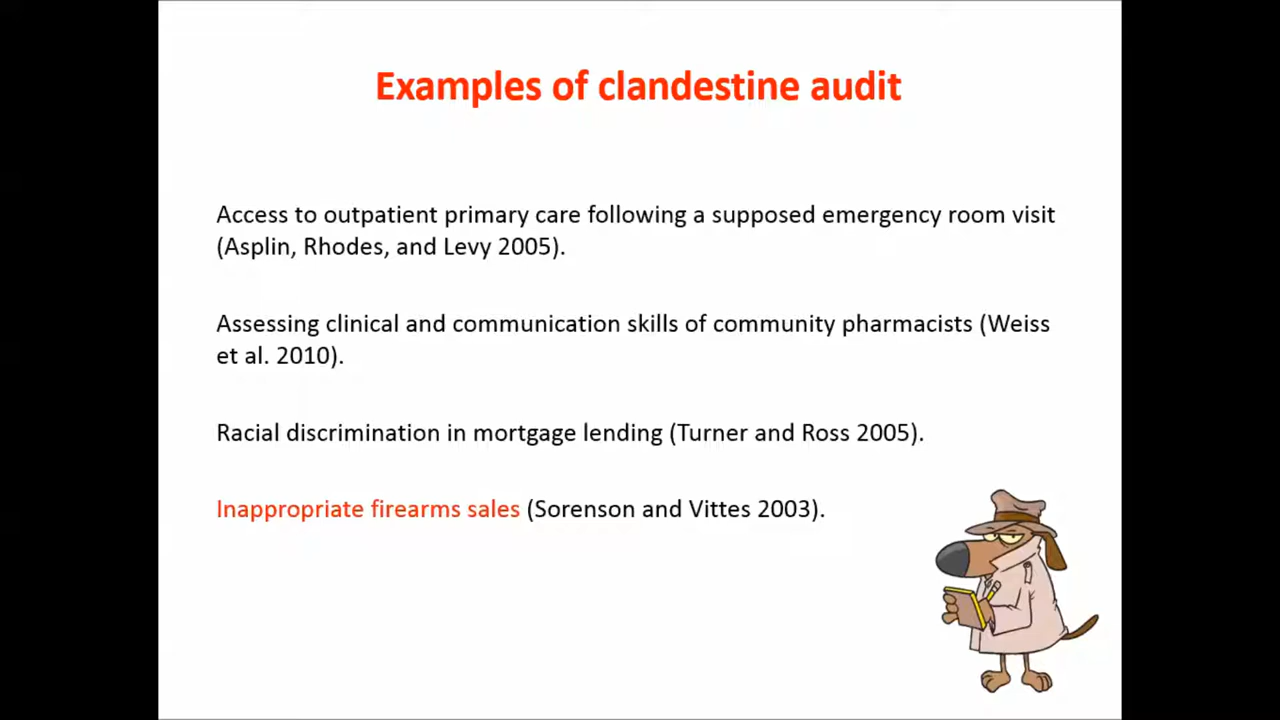 Examples of clandestine audit
Access to outpatient primary care following a supposed emergency room visit
(Asplin, Rhodes, and Levy 2005).
Assessing clinical and communication skills of community pharmacists (Weiss
et al. 2010).
Racial discrimination in mortgage lending (Turner and Ross 2005).
Inappropriate firearms sales (Sorenson and Vittes 2003).